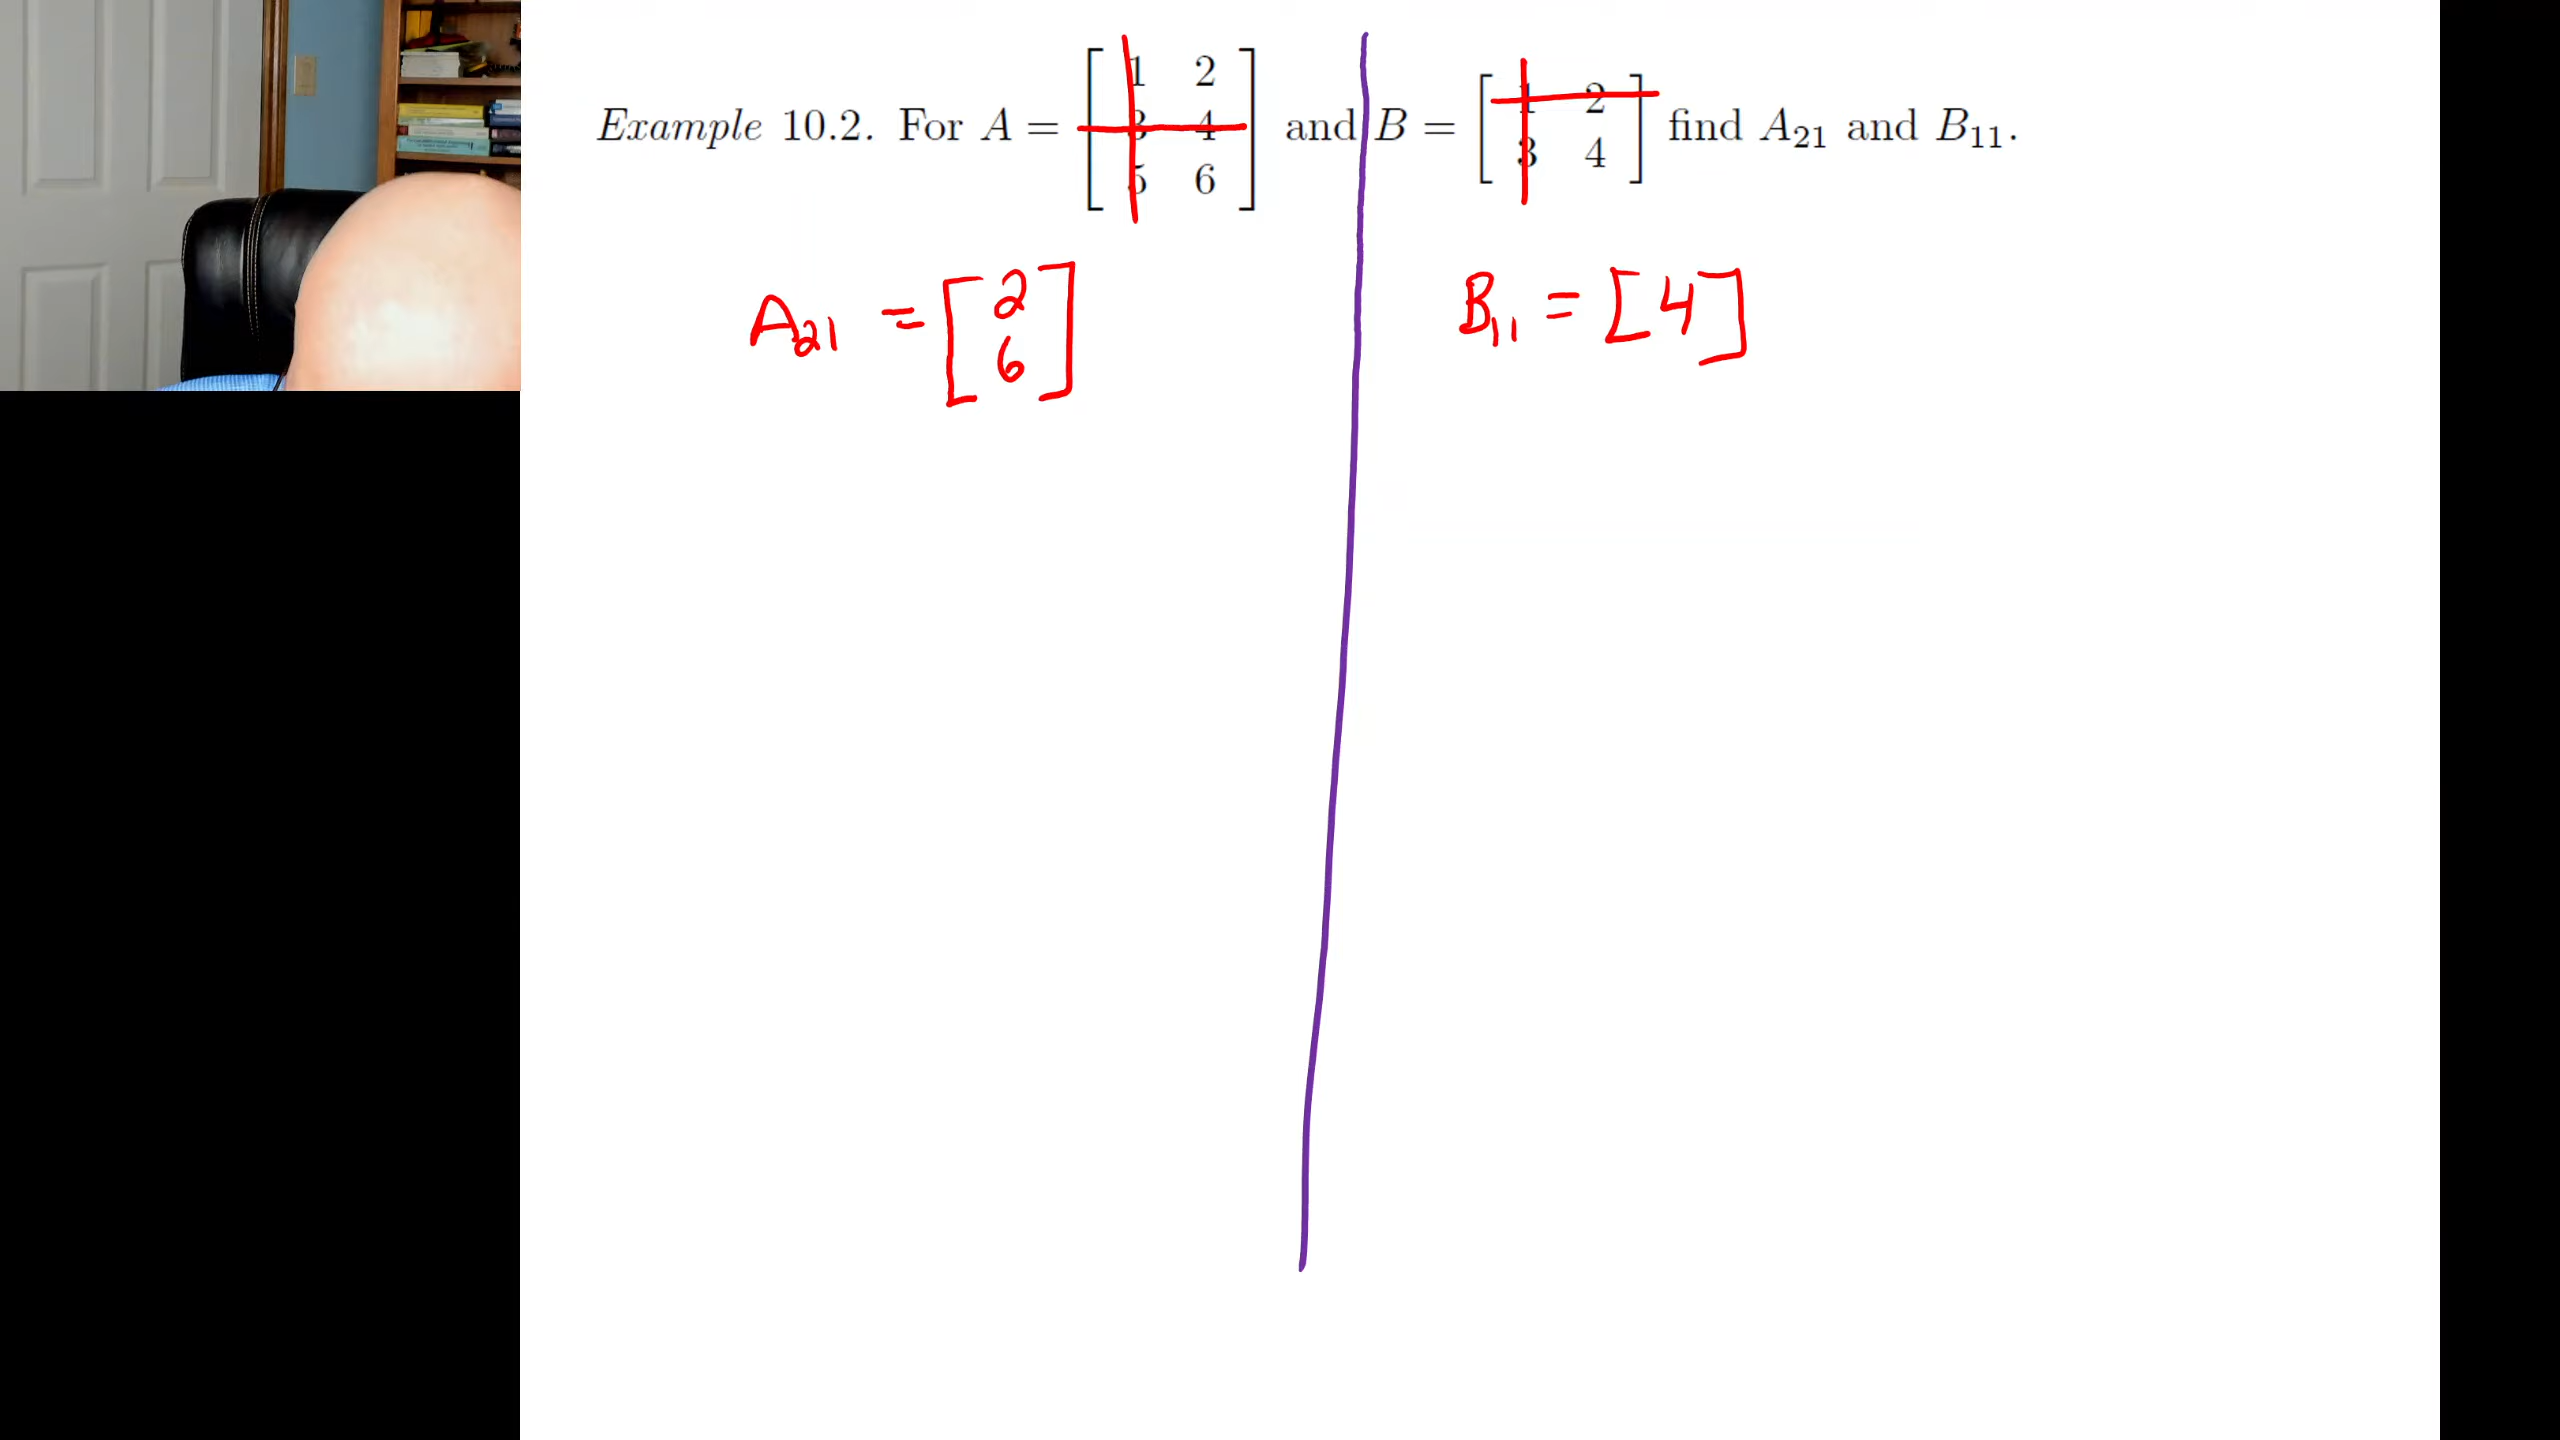 Example 10.2. For A = [ 1 2 ; 3 4 ; 5 6 ] and B = [ 1 2 ; 3 4 ] find A₂₁ and B₁₁.
A₂₁ = [ 2 ; 6 ]
B₁₁ = [ 4 ]